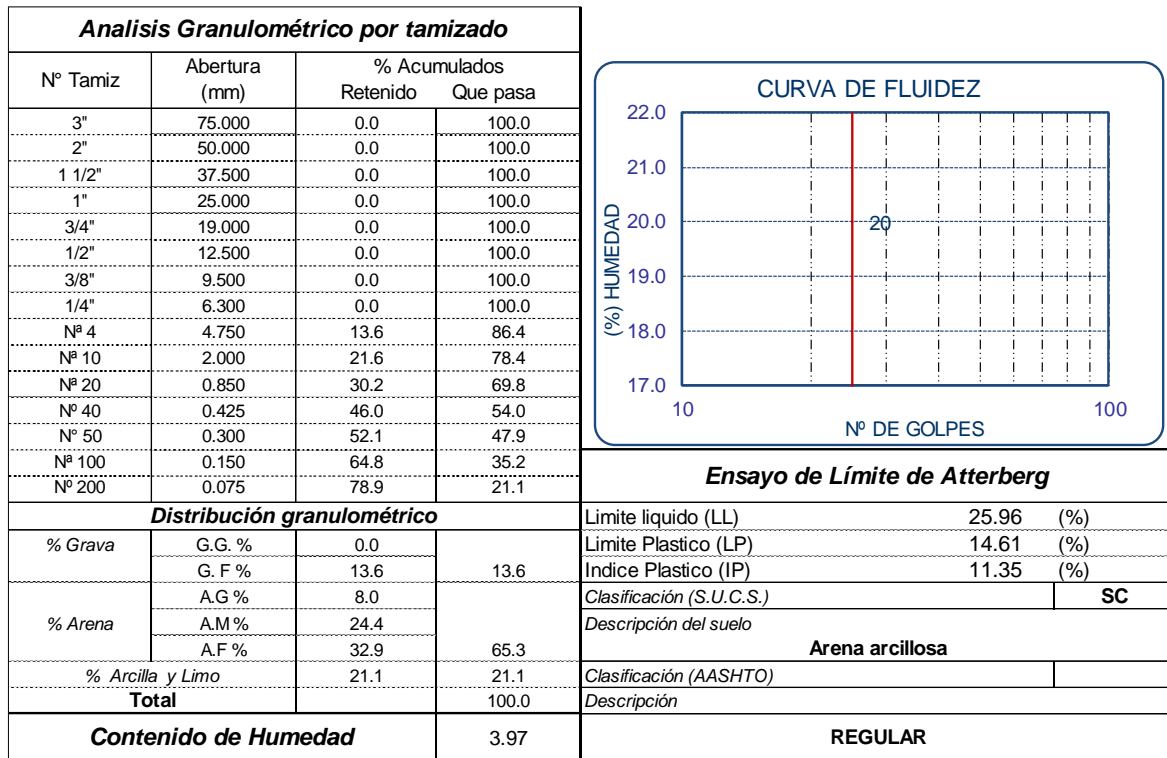 Analisis Granulométrico por tamizado
N° Tamiz Abertura (mm) % Acumulados Retenido Que pasa
3" 75.000 0.0 100.0
2" 50.000 0.0 100.0
1 1/2" 37.500 0.0 100.0
1" 25.000 0.0 100.0
3/4" 19.000 0.0 100.0
1/2" 12.500 0.0 100.0
3/8" 9.500 0.0 100.0
1/4" 6.300 0.0 100.0
Nª 4 4.750 13.6 86.4
Nª 10 2.000 21.6 78.4
Nª 20 0.850 30.2 69.8
Nº 40 0.425 46.0 54.0
N° 50 0.300 52.1 47.9
Nª 100 0.150 64.8 35.2
Nº 200 0.075 78.9 21.1
Distribución granulométrico
% Grava G.G. % 0.0
G. F % 13.6 13.6
A.G % 8.0
% Arena A.M % 24.4
A.F % 32.9 65.3
% Arcilla y Limo 21.1 21.1
Total 100.0
Contenido de Humedad 3.97
CURVA DE FLUIDEZ
22.0
21.0
20.0
19.0
18.0
17.0
(%) HUMEDAD
20
10 100
Nº DE GOLPES
Ensayo de Límite de Atterberg
Limite liquido (LL) 25.96 (%)
Limite Plastico (LP) 14.61 (%)
Indice Plastico (IP) 11.35 (%)
Clasificación (S.U.C.S.) SC
Descripción del suelo
Arena arcillosa
Clasificación (AASHTO)
Descripción
REGULAR